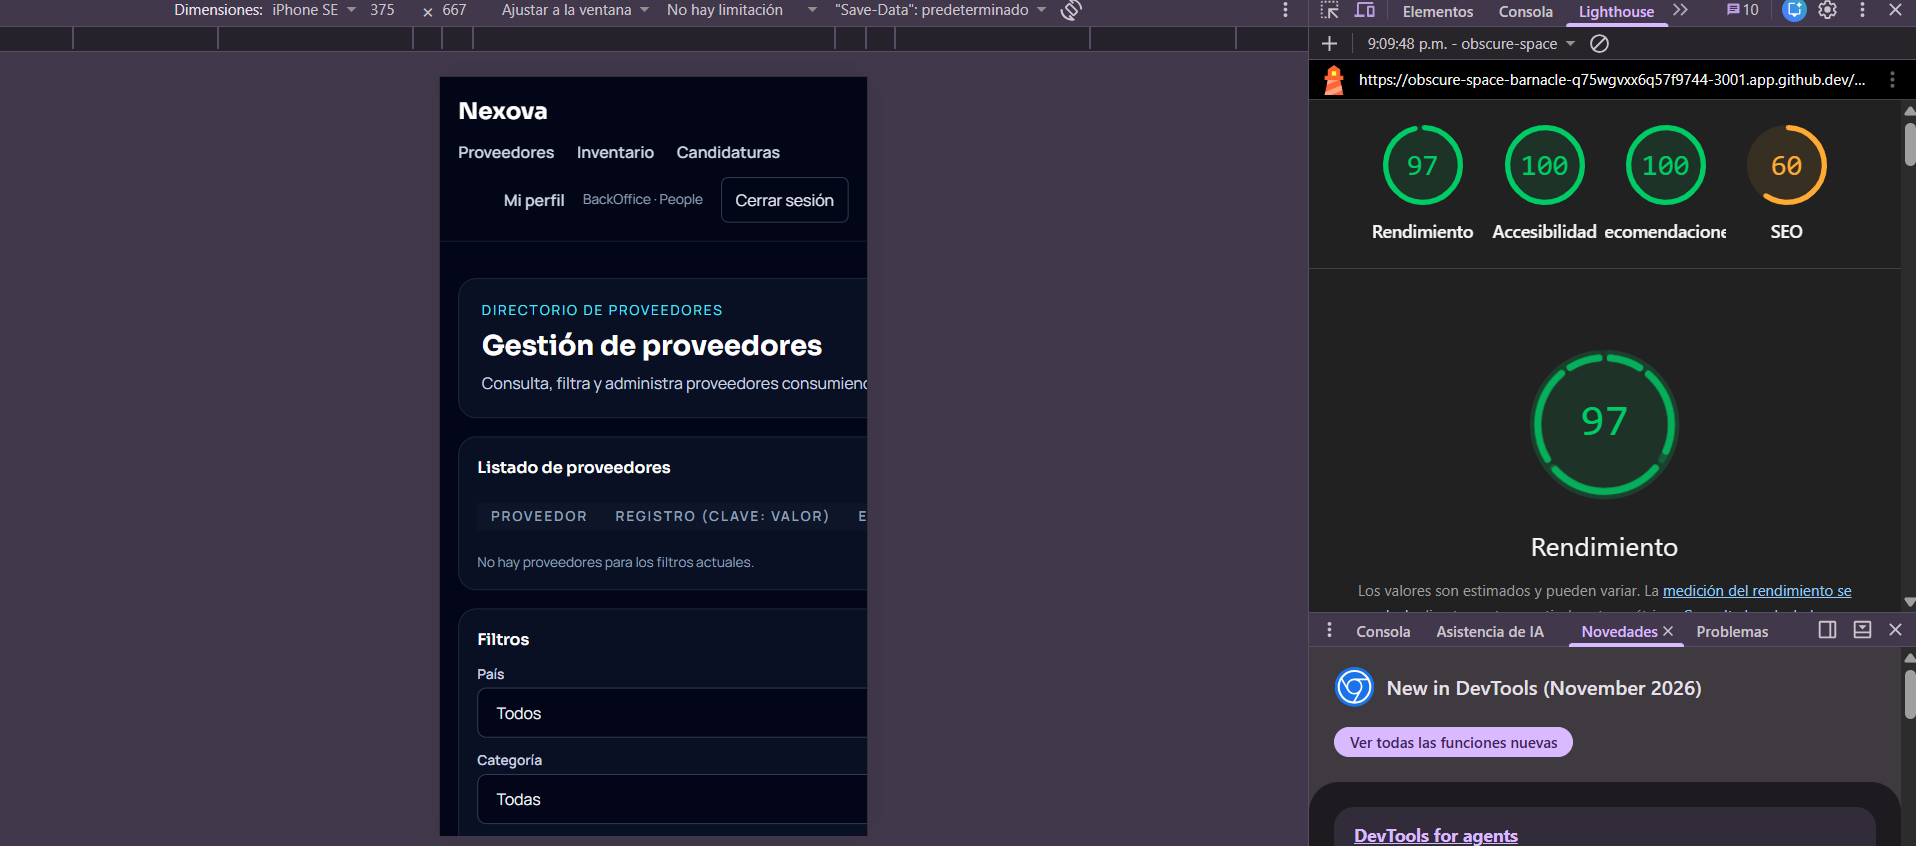 Dimensiones: iPhone SE 375 × 667 Ajustar a la ventana No hay limitación "Save-Data": predeterminado
Nexova
Proveedores Inventario Candidaturas
Mi perfil BackOffice · People Cerrar sesión
DIRECTORIO DE PROVEEDORES
Gestión de proveedores
Consulta, filtra y administra proveedores consumienc
Listado de proveedores
PROVEEDOR REGISTRO (CLAVE: VALOR) E
No hay proveedores para los filtros actuales.
Filtros
País
Todos
Categoría
Todas
Elementos Consola Lighthouse 10
9:09:48 p.m. - obscure-space
https://obscure-space-barnacle-q75wgvxx6q57f9744-3001.app.github.dev/...
97 100 100 60
Rendimiento Accesibilidad ecomendacione SEO
97
Rendimiento
Los valores son estimados y pueden variar. La medición del rendimiento se
Consola Asistencia de IA Novedades Problemas
New in DevTools (November 2026)
Ver todas las funciones nuevas
DevTools for agents